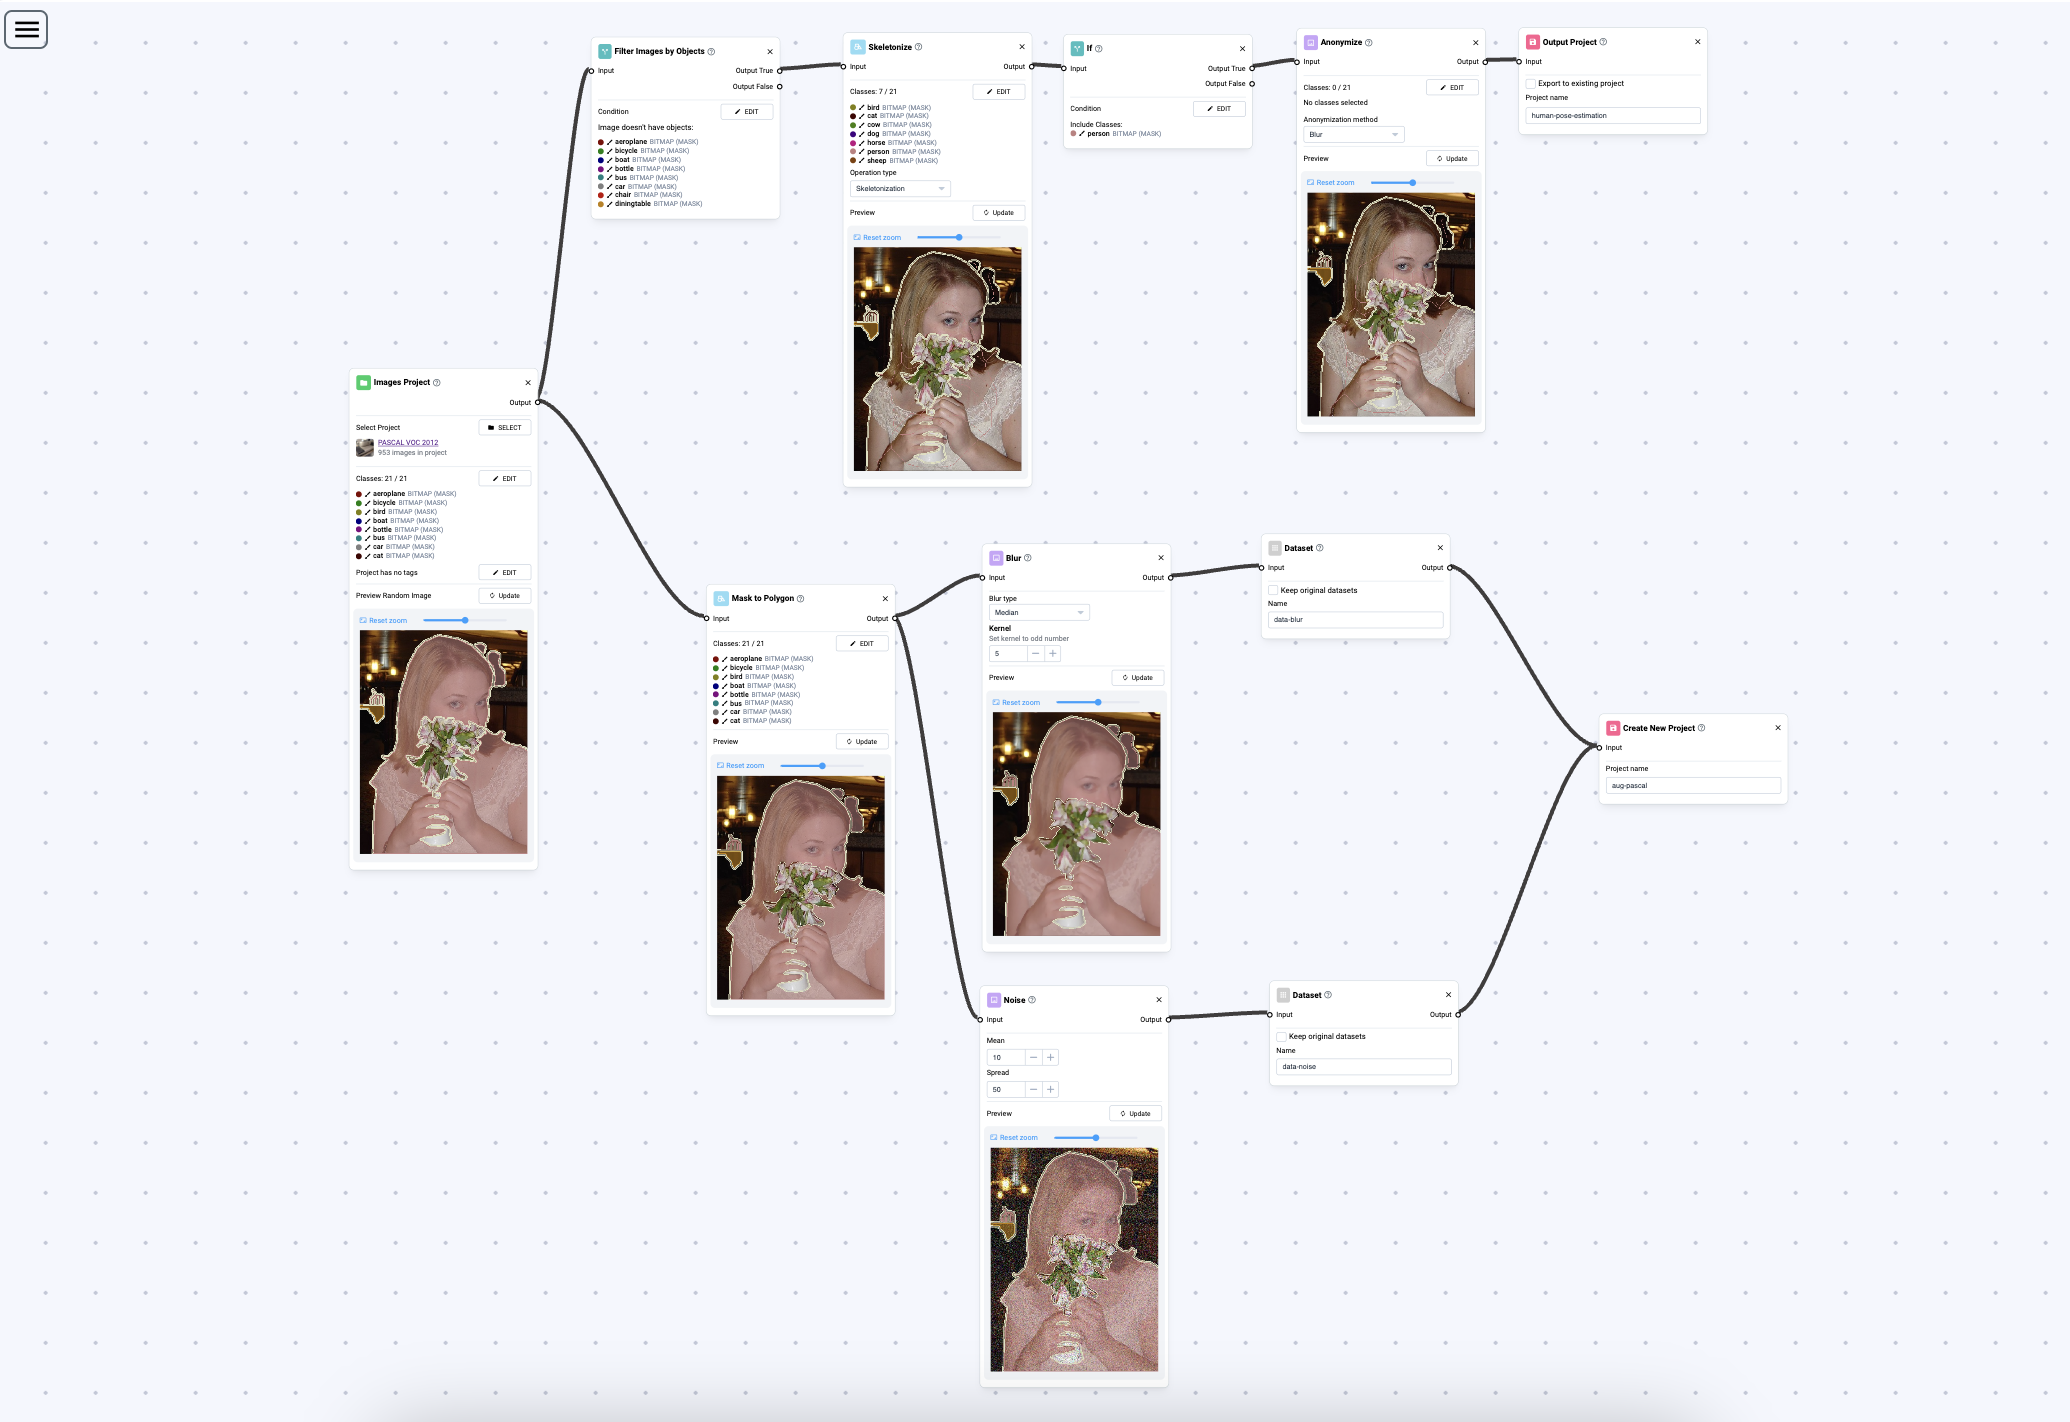 Filter Images by Objects
Input
Output True
Output False
Condition
EDIT
Image doesn't have objects:
aeroplane BITMAP (MASK)
bicycle BITMAP (MASK)
boat BITMAP (MASK)
bottle BITMAP (MASK)
bus BITMAP (MASK)
car BITMAP (MASK)
chair BITMAP (MASK)
diningtable BITMAP (MASK)
Skeletonize
Input
Output
Classes: 7 / 21
EDIT
bird BITMAP (MASK)
cat BITMAP (MASK)
cow BITMAP (MASK)
dog BITMAP (MASK)
horse BITMAP (MASK)
person BITMAP (MASK)
sheep BITMAP (MASK)
Operation type
Skeletonization
Preview
Update
Reset zoom
If
Input
Output True
Output False
Condition
EDIT
Include Classes:
person BITMAP (MASK)
Anonymize
Input
Output
Classes: 0 / 21
EDIT
No classes selected
Anonymization method
Blur
Preview
Update
Reset zoom
Output Project
Input
Export to existing project
Project name
human-pose-estimation
Images Project
Output
Select Project
SELECT
PASCAL VOC 2012
953 images in project
Classes: 21 / 21
EDIT
aeroplane BITMAP (MASK)
bicycle BITMAP (MASK)
bird BITMAP (MASK)
boat BITMAP (MASK)
bottle BITMAP (MASK)
bus BITMAP (MASK)
car BITMAP (MASK)
cat BITMAP (MASK)
Project has no tags
EDIT
Preview Random Image
Update
Reset zoom
Mask to Polygon
Input
Output
Classes: 21 / 21
EDIT
aeroplane BITMAP (MASK)
bicycle BITMAP (MASK)
bird BITMAP (MASK)
boat BITMAP (MASK)
bottle BITMAP (MASK)
bus BITMAP (MASK)
car BITMAP (MASK)
cat BITMAP (MASK)
Preview
Update
Reset zoom
Blur
Input
Output
Blur type
Median
Kernel
Set kernel to odd number
5
Preview
Update
Reset zoom
Dataset
Input
Output
Keep original datasets
Name
data-blur
Create New Project
Input
Project name
aug-pascal
Noise
Input
Output
Mean
10
Spread
50
Preview
Update
Reset zoom
Dataset
Input
Output
Keep original datasets
Name
data-noise